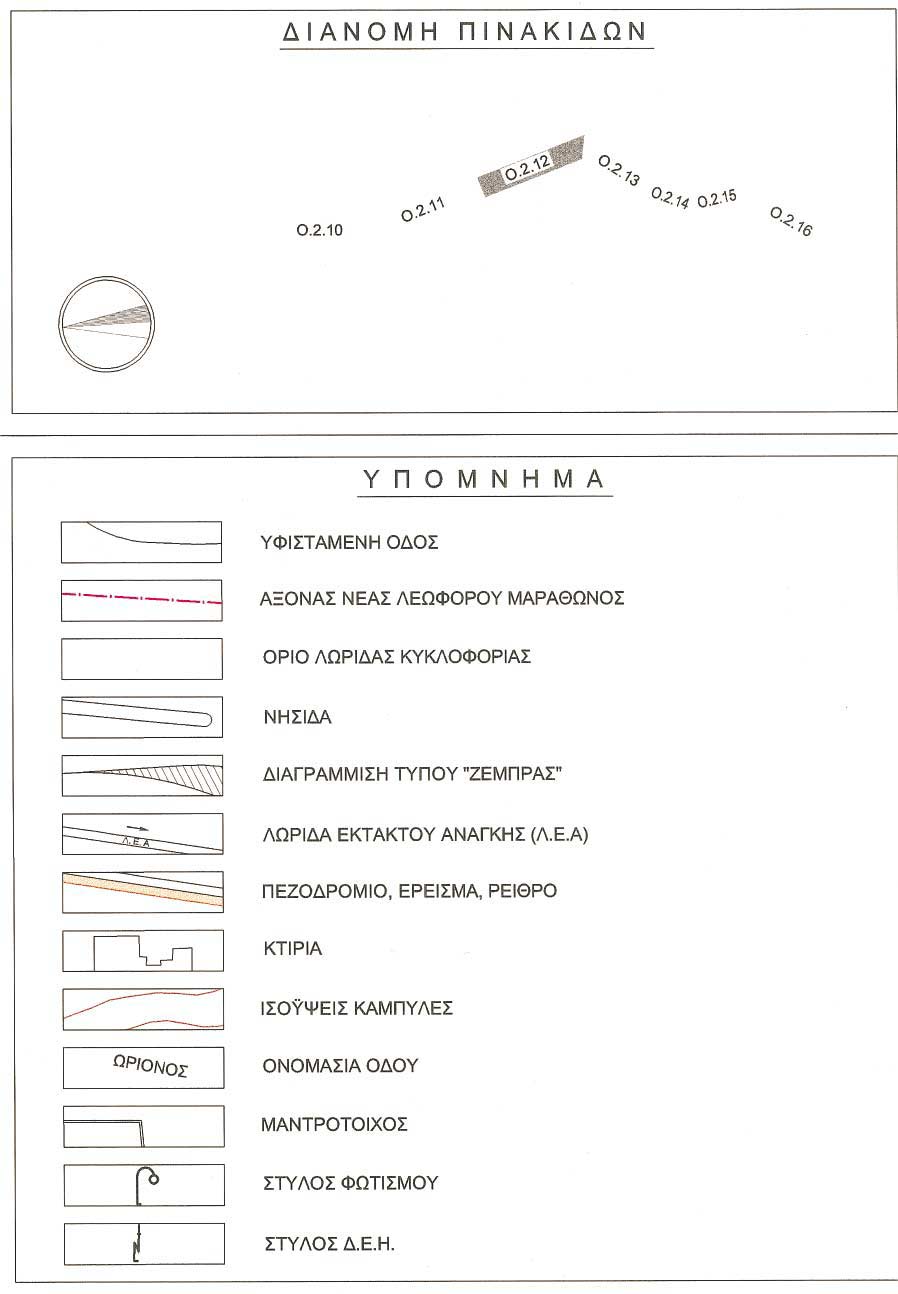 ΔΙΑΝΟΜΗ ΠΙΝΑΚΙΔΩΝ
Ο.2.10
Ο.2.11
Ο.2.12
Ο.2.13
Ο.2.14
Ο.2.15
Ο.2.16
ΥΠΟΜΝΗΜΑ
ΥΦΙΣΤΑΜΕΝΗ ΟΔΟΣ
ΑΞΟΝΑΣ ΝΕΑΣ ΛΕΩΦΟΡΟΥ ΜΑΡΑΘΩΝΟΣ
ΟΡΙΟ ΛΩΡΙΔΑΣ ΚΥΚΛΟΦΟΡΙΑΣ
ΝΗΣΙΔΑ
ΔΙΑΓΡΑΜΜΙΣΗ ΤΥΠΟΥ "ΖΕΜΠΡΑΣ"
Λ.Ε.Α
ΛΩΡΙΔΑ ΕΚΤΑΚΤΟΥ ΑΝΑΓΚΗΣ (Λ.Ε.Α)
ΠΕΖΟΔΡΟΜΙΟ, ΕΡΕΙΣΜΑ, ΡΕΙΘΡΟ
ΚΤΙΡΙΑ
ΙΣΟΫΨΕΙΣ ΚΑΜΠΥΛΕΣ
ΩΡΙΟΝΟΣ
ΟΝΟΜΑΣΙΑ ΟΔΟΥ
ΜΑΝΤΡΟΤΟΙΧΟΣ
ΣΤΥΛΟΣ ΦΩΤΙΣΜΟΥ
ΣΤΥΛΟΣ Δ.Ε.Η.